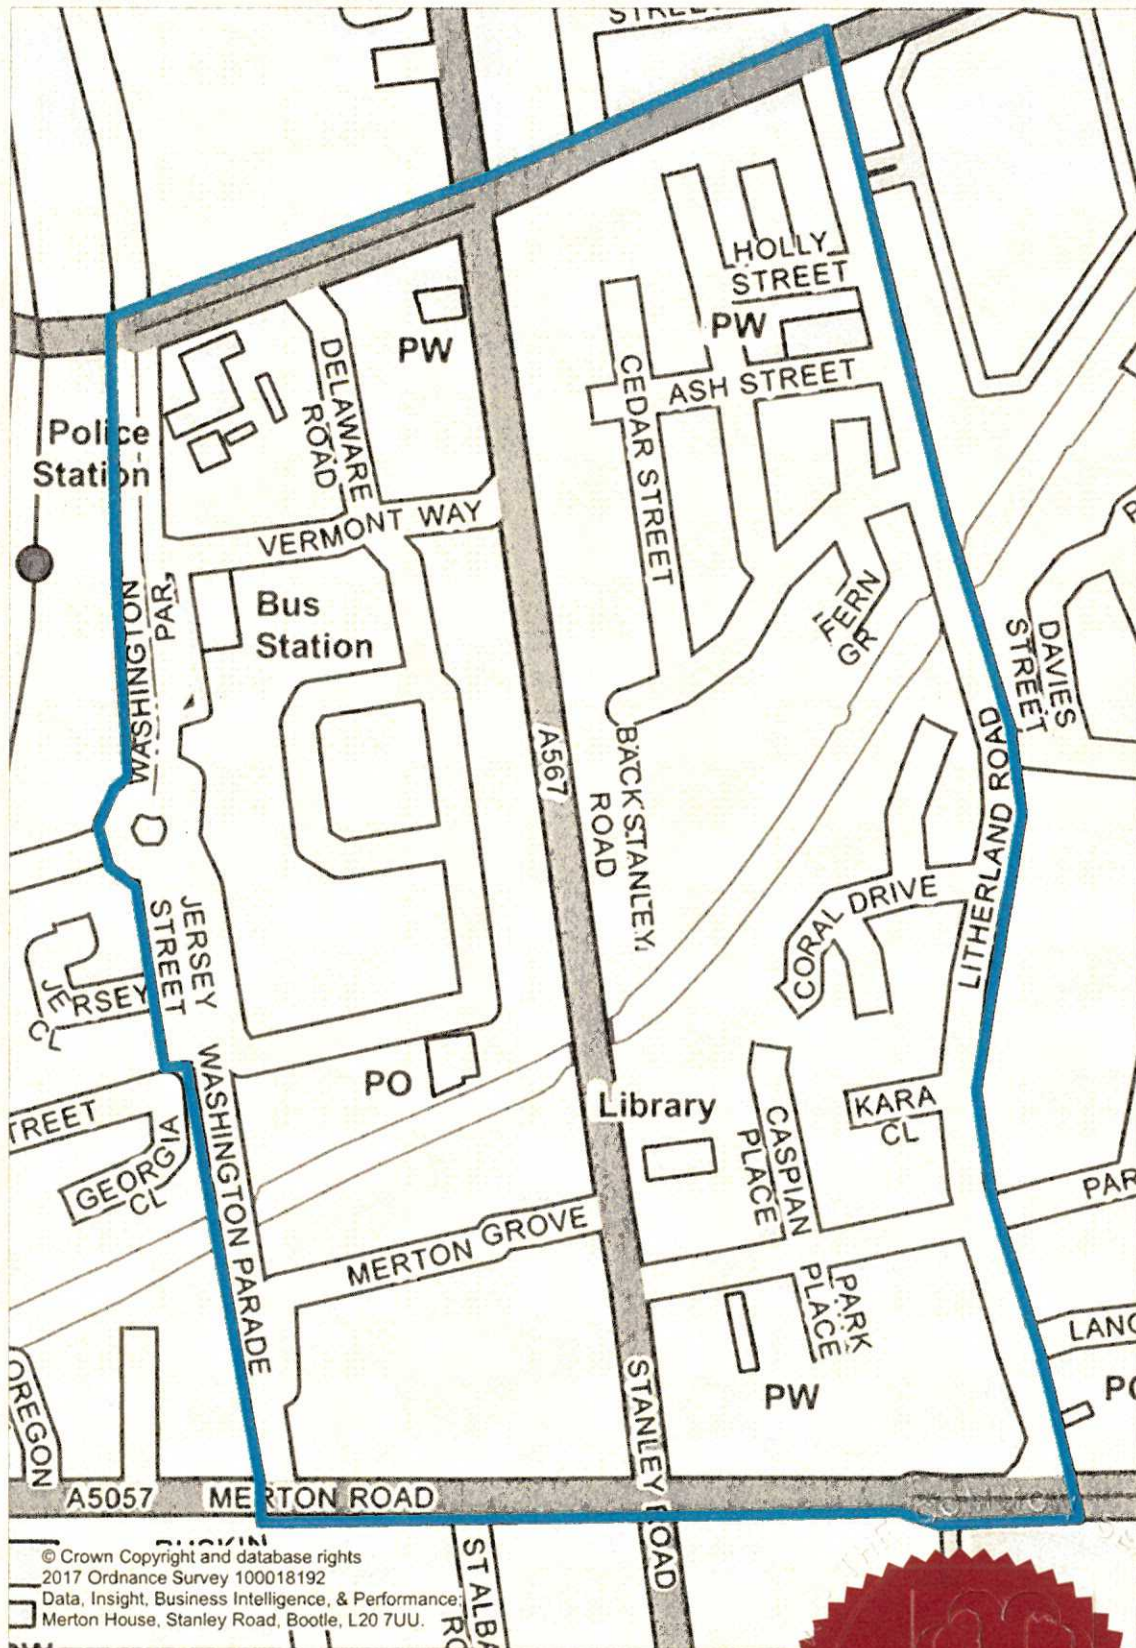 HOLLY
STREET
PW
PW
ASH STREET
DELAWARE
ROAD
CEDAR STREET
Police
Station
VERMONT WAY
WASHINGTON
PAR.
Bus
Station
FERN
GR
DAVIES
STREET
A567
BACK STANLEY
ROAD
LITHERLAND ROAD
CORAL DRIVE
JERSEY
STREET
JERSEY
CL
PO
Library
KARA
CL
CASPIAN
PLACE
TREET
GEORGIA
CL
WASHINGTON PARADE
MERTON GROVE
PAR
PARK
PLACE
LANC
PW
OREGON
STANLEY ROAD
A5057
MERTON ROAD
ST ALBA
© Crown Copyright and database rights
2017 Ordnance Survey 100018192
Data, Insight, Business Intelligence, & Performance;
Merton House, Stanley Road, Bootle, L20 7UU.